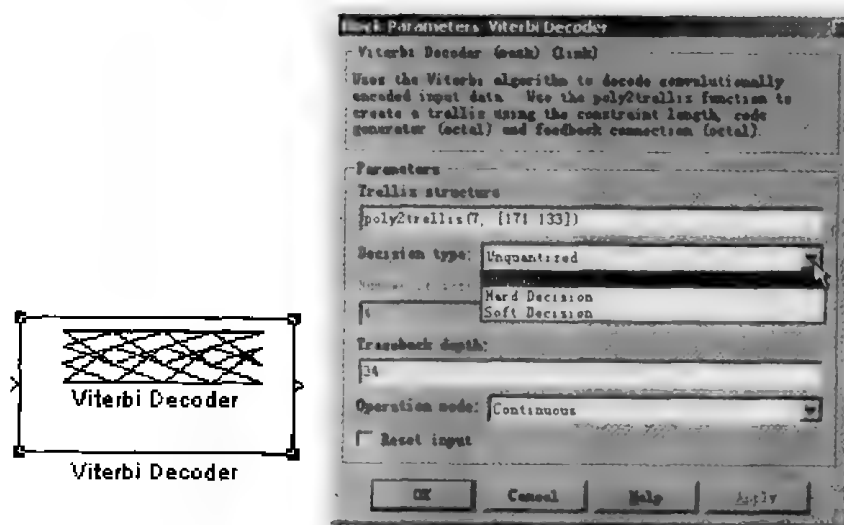 Viterbi Decoder
Viterbi Decoder
Block Parameters: Viterbi Decoder
Viterbi Decoder (mask) (link)
Uses the Viterbi algorithm to decode convolutionally
encoded input data. Use the poly2trellis function to
create a trellis using the constraint length, code
generator (octal) and feedback connection (octal).
Parameters
Trellis structure
poly2trellis(7, [171 133])
Decision type:
Unquantized
Hard Decision
Soft Decision
Traceback depth:
34
Operation mode:
Continuous
Reset input
OK
Cancel
Help
Apply